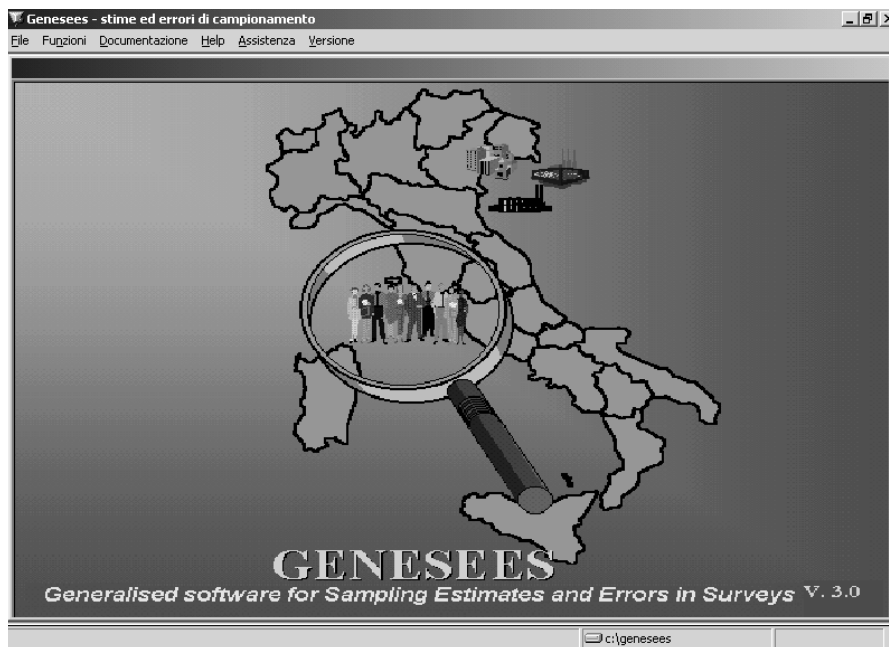 Genesees - stime ed errori di campionamento
File Funzioni Documentazione Help Assistenza Versione
GENESEES
Generalised software for Sampling Estimates and Errors in Surveys V. 3.0
c:\genesees